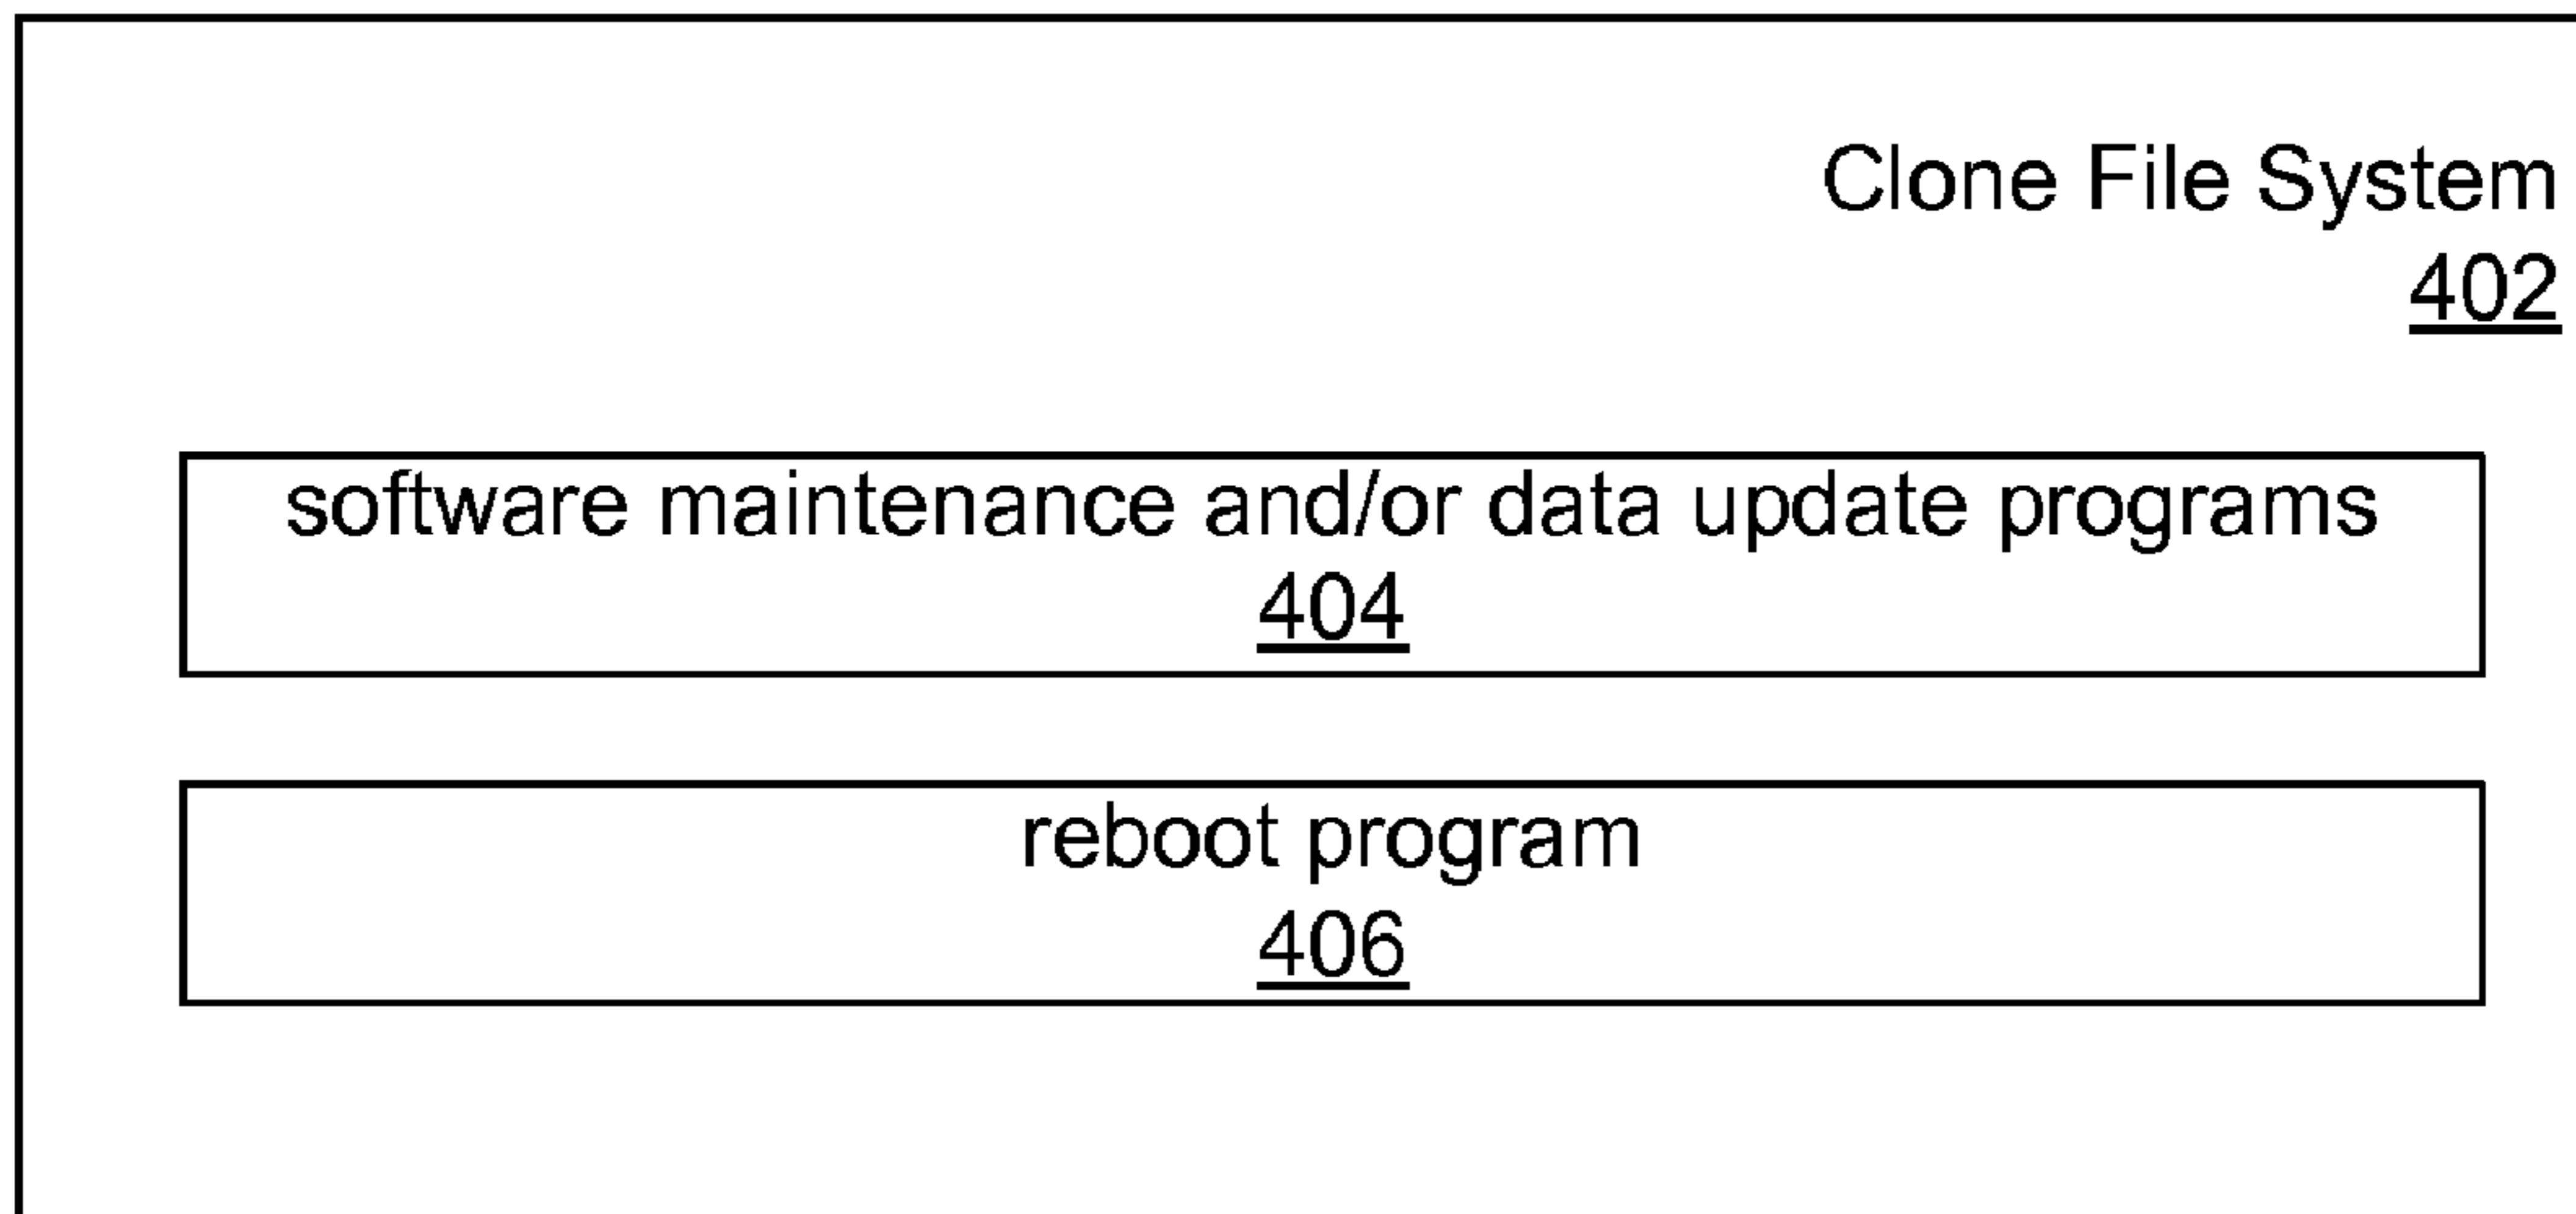 Clone File System
402
software maintenance and/or data update programs
404
reboot program
406